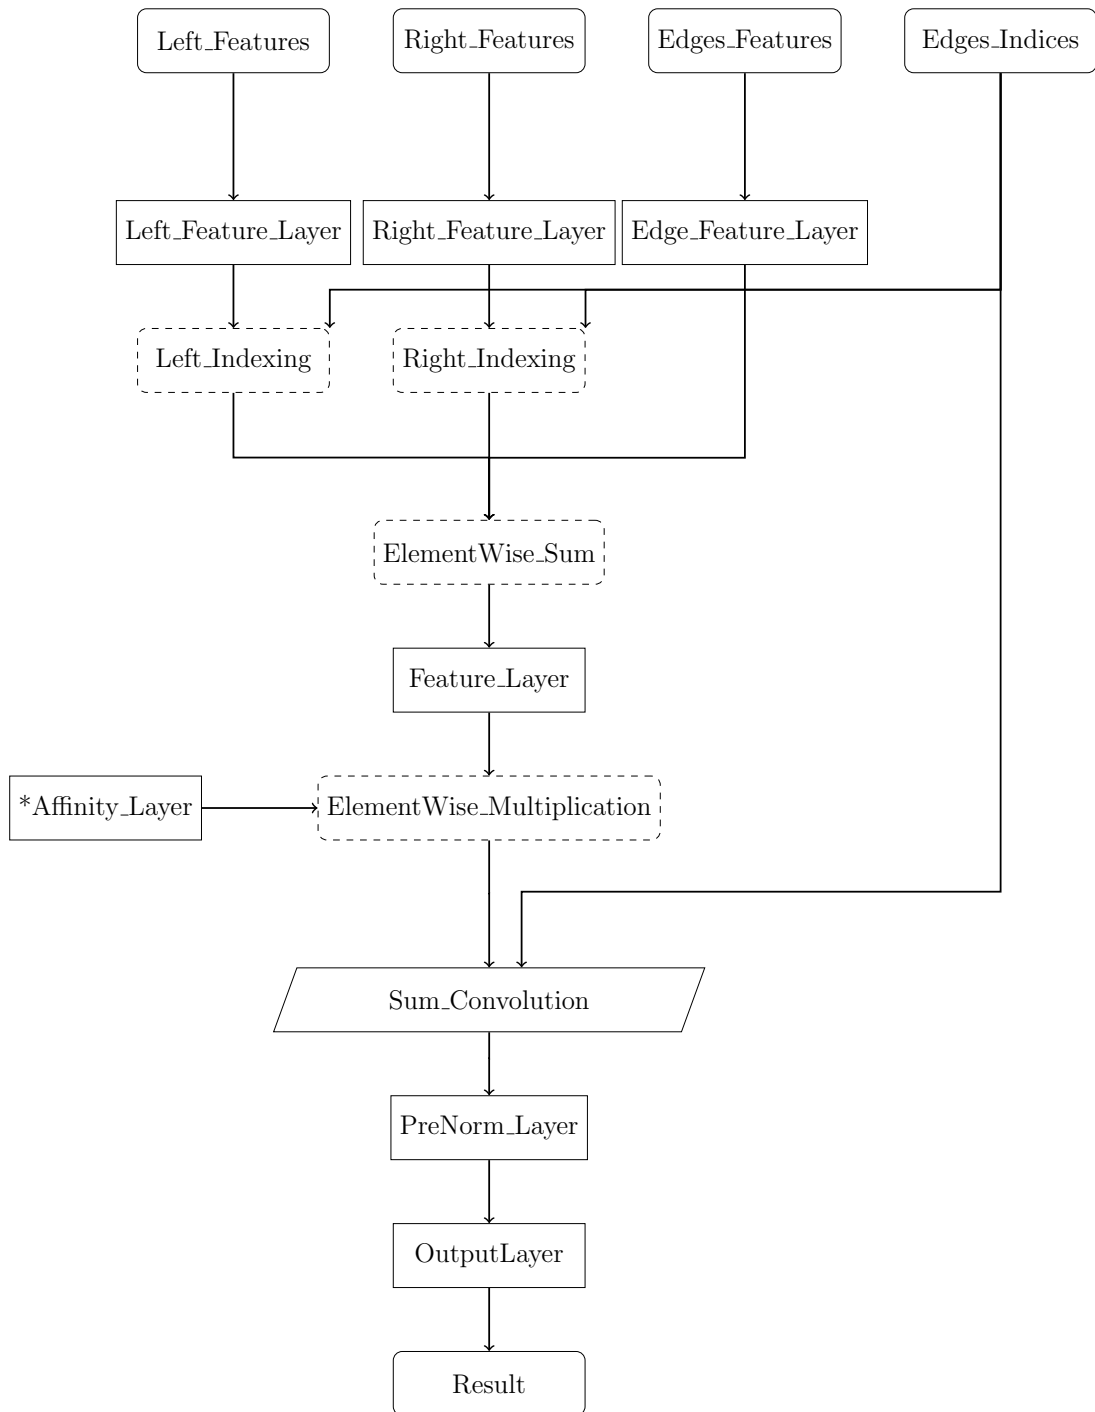 Left_Features
Right_Features
Edges_Features
Edges_Indices
Left_Feature_Layer
Right_Feature_Layer
Edge_Feature_Layer
Left_Indexing
Right_Indexing
ElementWise_Sum
Feature_Layer
*Affinity_Layer
ElementWise_Multiplication
Sum_Convolution
PreNorm_Layer
OutputLayer
Result